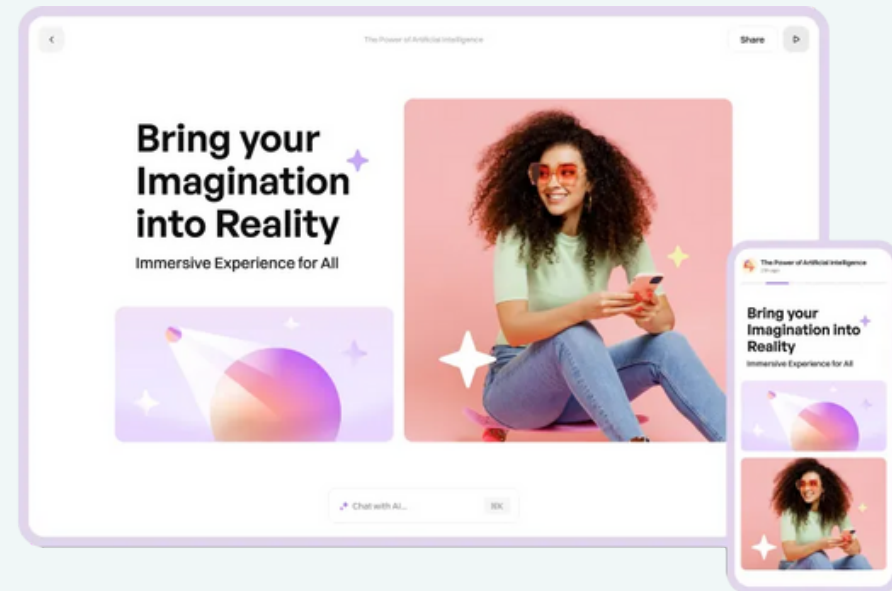 The Power of Artificial Intelligence
Share
Bring your
Imagination
into Reality
Immersive Experience for All
Chat with AI...
⌘K
The Power of Artificial Intelligence
Bring your
Imagination into
Reality
Immersive Experience for All